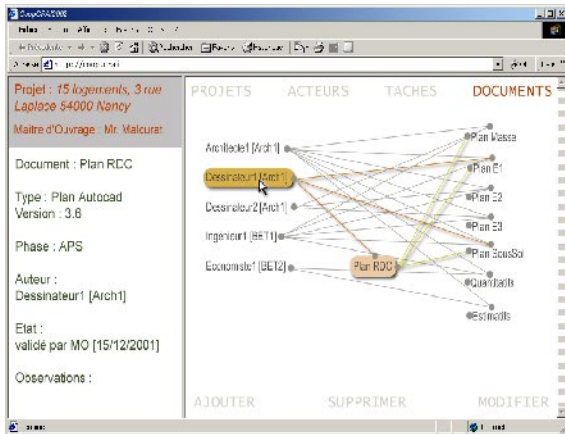 CoopCRAI2002
Projet : 15 logements, 3 rue
Laplace 54000 Nancy
Maitre d'Ouvrage : Mr. Malcurat
Document : Plan RDC
Type : Plan Autocad
Version : 3.6
Phase : APS
Auteur :
Dessinateur1 [Arch1]
Etat :
validé par MO [15/12/2001]
Observations :
PROJETS ACTEURS TACHES DOCUMENTS
Architecte1 [Arch1]
Dessinateur1 [Arch1]
Dessinateur2 [Arch1]
Ingenieur1 [BET1]
Economiste1 [BET2]
Plan RDC
Plan Masse
Plan E1
Plan E2
Plan E3
Plan SousSol
Quantitatifs
Estimatifs
AJOUTER SUPPRIMER MODIFIER